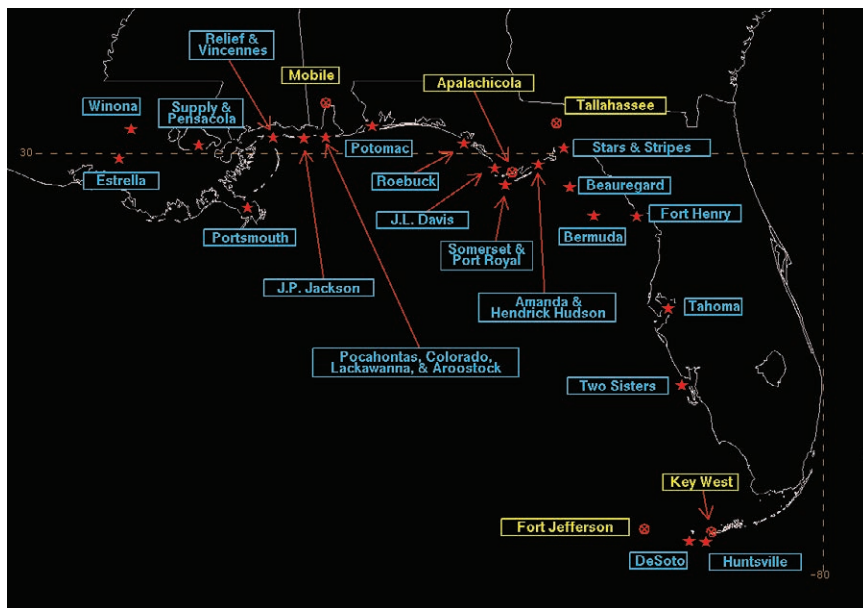 Relief &
Vincennes
Mobile
Apalachicola
Tallahassee
Winona
Supply &
Pensacola
30
Potomac
Stars & Stripes
Estrella
Roebuck
Beauregard
J.L. Davis
Fort Henry
Portsmouth
Bermuda
Somerset &
Port Royal
J.P. Jackson
Amanda &
Hendrick Hudson
Tahoma
Pocahontas, Colorado,
Lackawanna, & Aroostock
Two Sisters
Key West
Fort Jefferson
DeSoto
Huntsville
-80